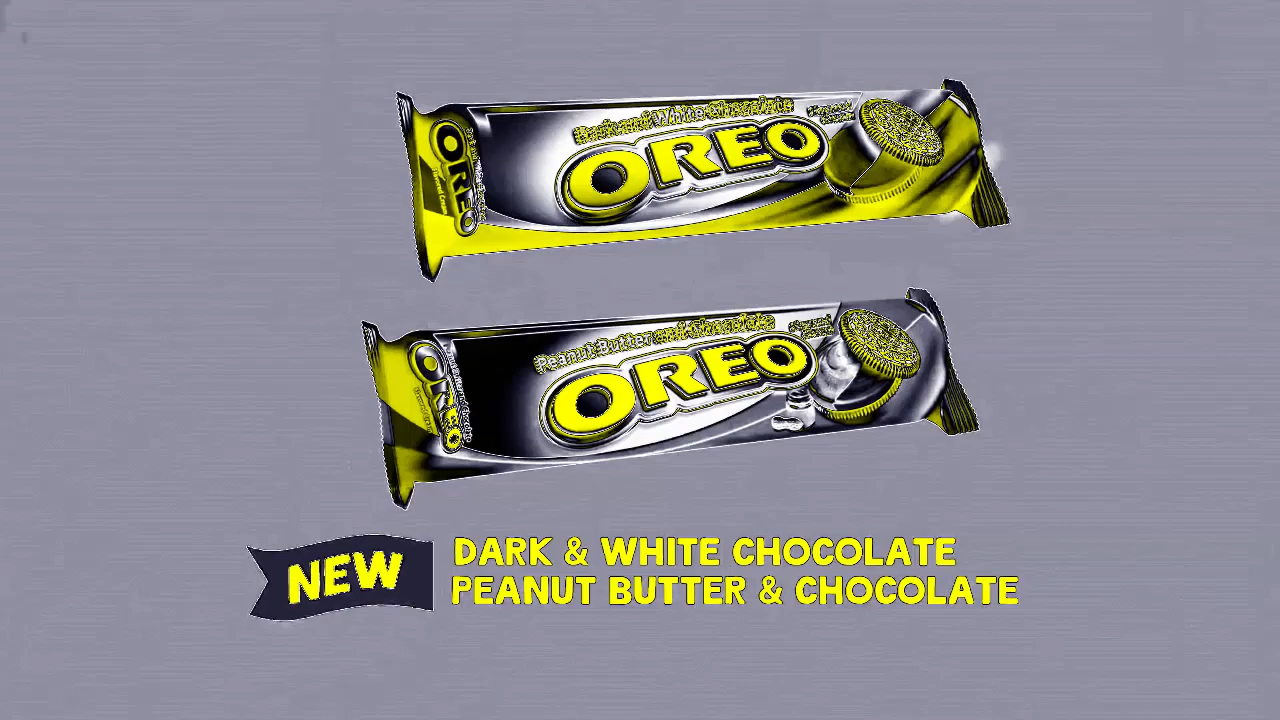 Dark and White Chocolate
OREO
OREO
Peanut Butter and Chocolate
OREO
OREO
NEW
DARK & WHITE CHOCOLATE
PEANUT BUTTER & CHOCOLATE